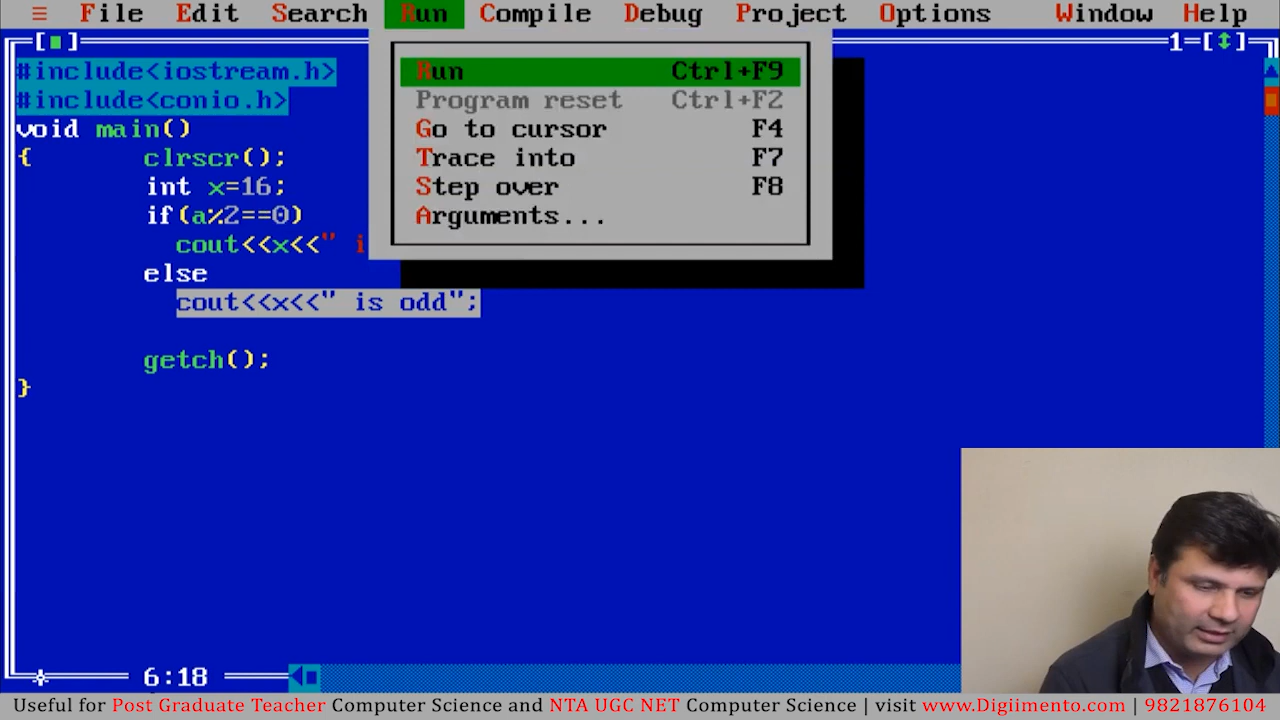 ≡ File Edit Search Run Compile Debug Project Options Window Help
[■] 1=[↕]
#include<iostream.h>
#include<conio.h>
void main()
{ clrscr();
int x=16;
if(a%2==0)
cout<<x<<" i
else
cout<<x<<" is odd";
getch();
}
Run Ctrl+F9
Program reset Ctrl+F2
Go to cursor F4
Trace into F7
Step over F8
Arguments...
6:18
Useful for Post Graduate Teacher Computer Science and NTA UGC NET Computer Science | visit www.Digiimento.com | 9821876104